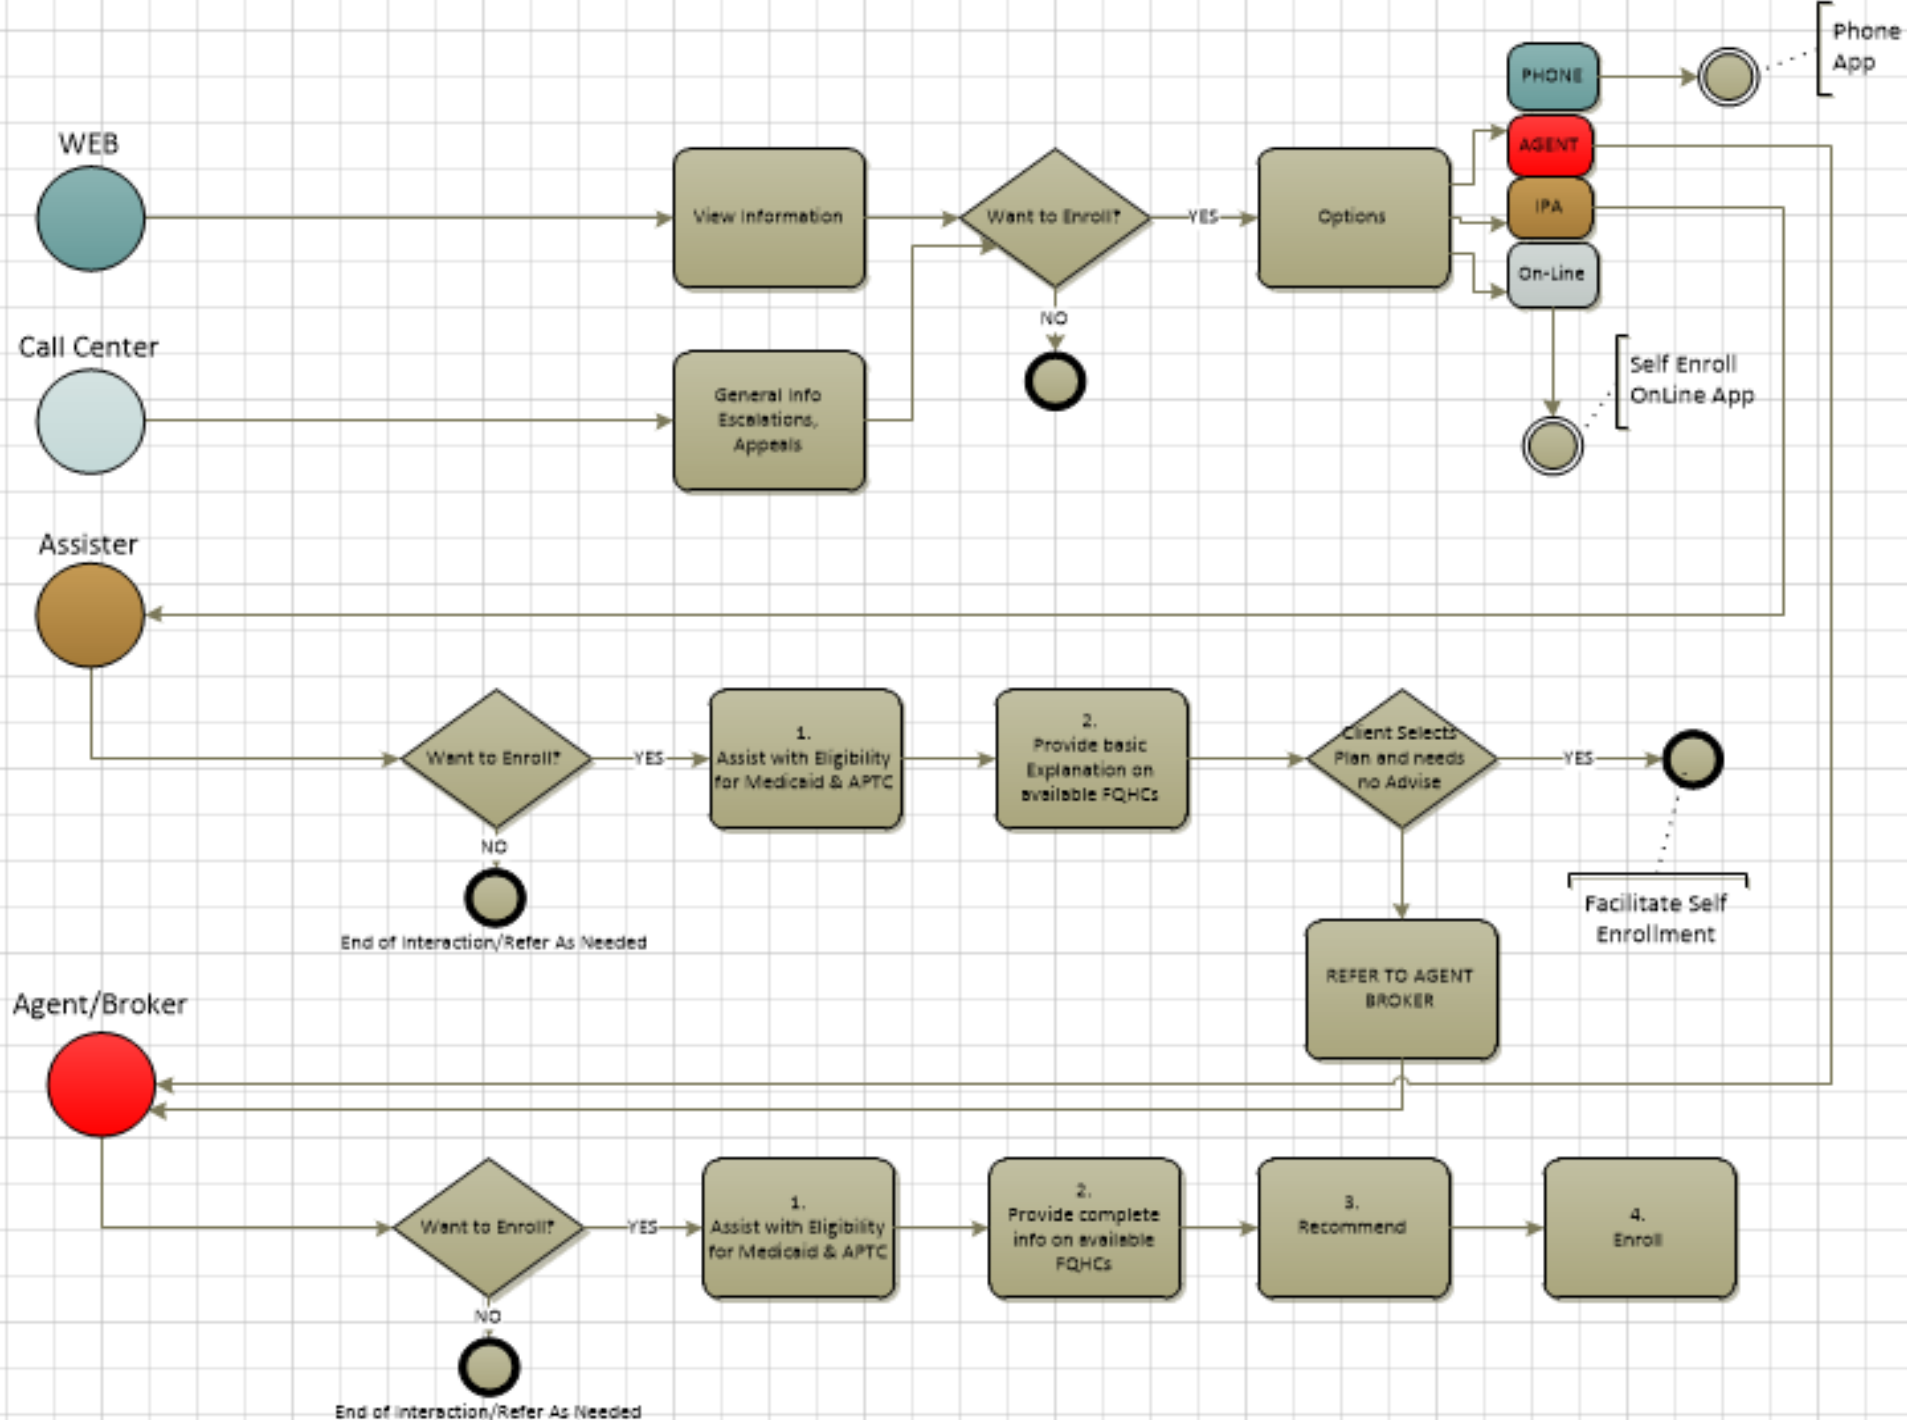 Phone
App
PHONE
AGENT
IPA
On-Line
WEB
View Information
Want to Enroll?
YES
Options
NO
Call Center
General Info
Escalations,
Appeals
Self Enroll
OnLine App
Assister
Want to Enroll?
YES
1.
Assist with Eligibility
for Medicaid & APTC
2.
Provide basic
Explanation on
available FQHCs
Client Selects
Plan and needs
no Advise
YES
NO
End of Interaction/Refer As Needed
Facilitate Self
Enrollment
REFER TO AGENT
BROKER
Agent/Broker
Want to Enroll?
YES
1.
Assist with Eligibility
for Medicaid & APTC
2.
Provide complete
info on available
FQHCs
3.
Recommend
4.
Enroll
NO
End of Interaction/Refer As Needed